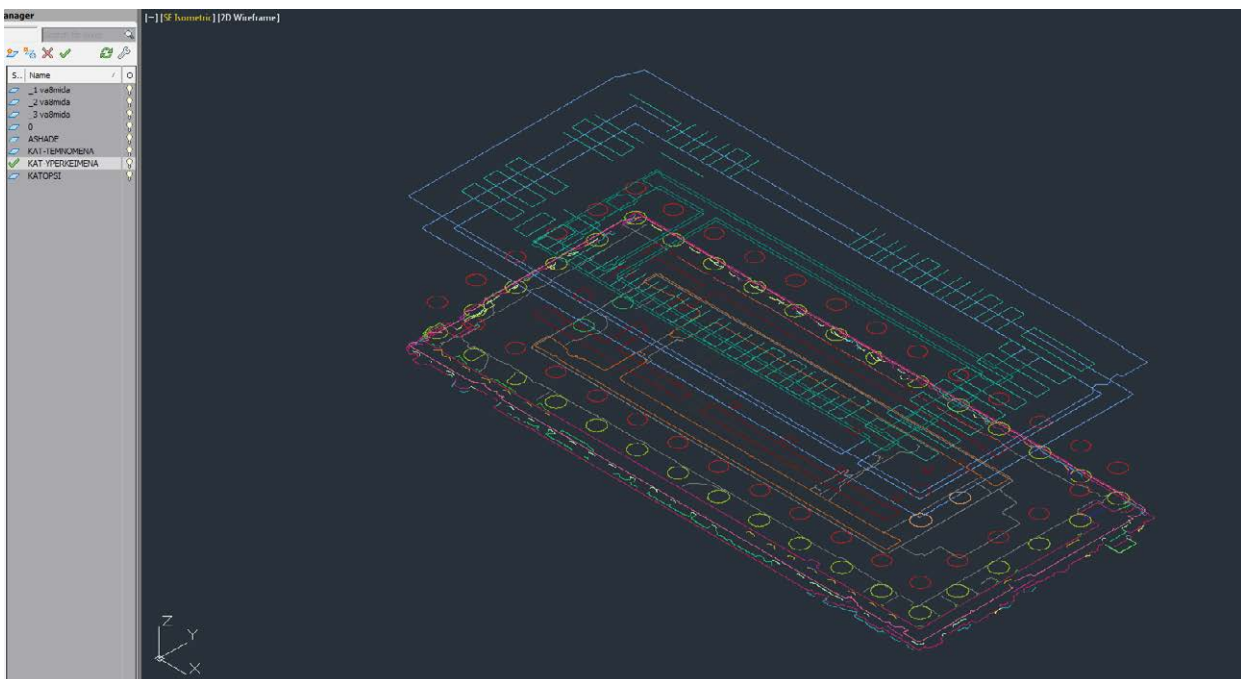 anager
[−] [SE Isometric] [2D Wireframe]
S.. Name / O
_1 va8mida
_2 va8mida
_3 va8mida
0
ASHADE
KAT-TEMNOMENA
KAT YPERKEIMENA
KATOPSI
Z
Y
X